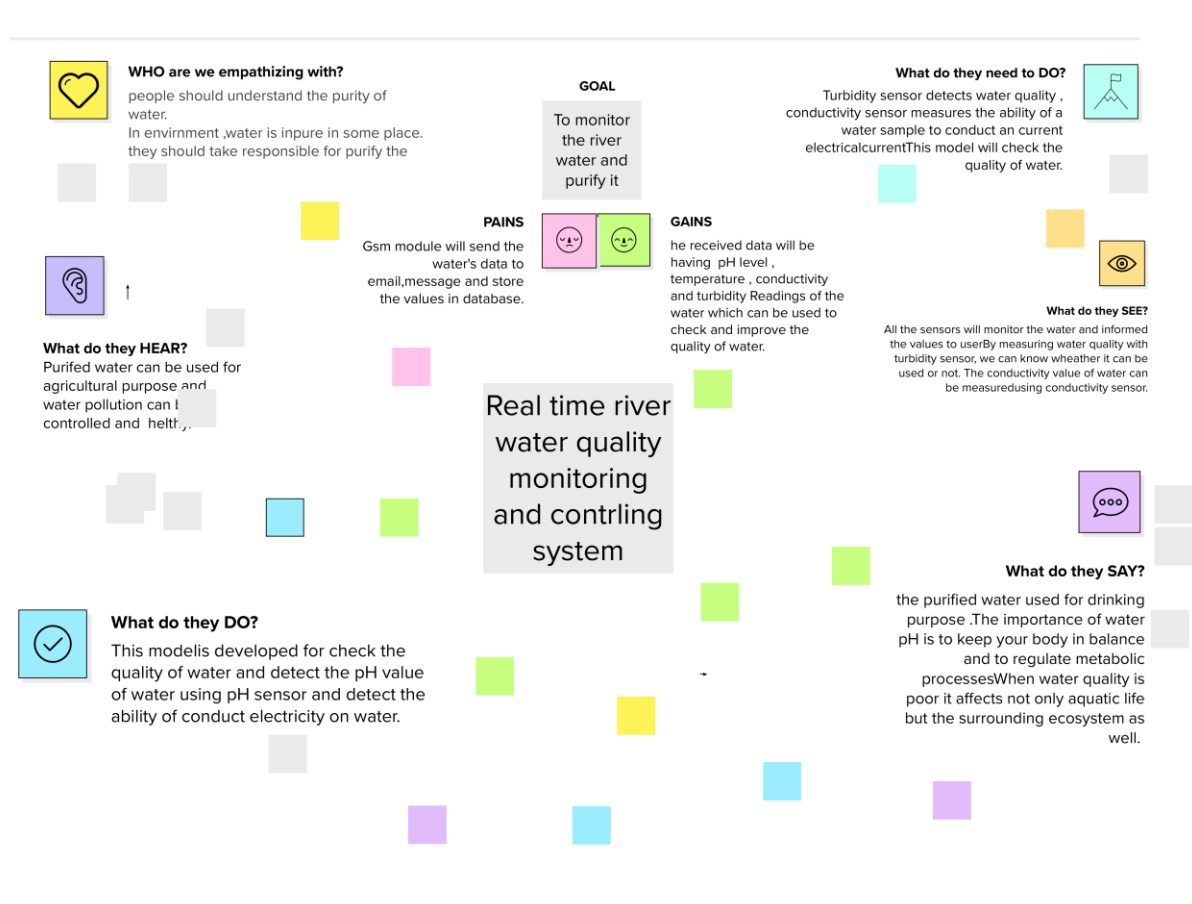 WHO are we empathizing with?
people should understand the purity of
water.
In envirnment ,water is inpure in some place.
they should take responsible for purify the
GOAL
To monitor
the river
water and
purify it
What do they need to DO?
Turbidity sensor detects water quality ,
conductivity sensor measures the ability of a
water sample to conduct an current
electricalcurrentThis model will check the
quality of water.
PAINS
Gsm module will send the
water's data to
email,message and store
the values in database.
GAINS
he received data will be
having pH level ,
temperature , conductivity
and turbidity Readings of the
water which can be used to
check and improve the
quality of water.
What do they SEE?
All the sensors will monitor the water and informed
the values to userBy measuring water quality with
turbidity sensor, we can know wheather it can be
used or not. The conductivity value of water can
be measuredusing conductivity sensor.
What do they HEAR?
Purifed water can be used for
agricultural purpose and
water pollution can
controlled and
Real time river
water quality
monitoring
and contrling
system
What do they SAY?
the purified water used for drinking
purpose .The importance of water
pH is to keep your body in balance
and to regulate metabolic
processesWhen water quality is
poor it affects not only aquatic life
but the surrounding ecosystem as
well.
What do they DO?
This modelis developed for check the
quality of water and detect the pH value
of water using pH sensor and detect the
ability of conduct electricity on water.